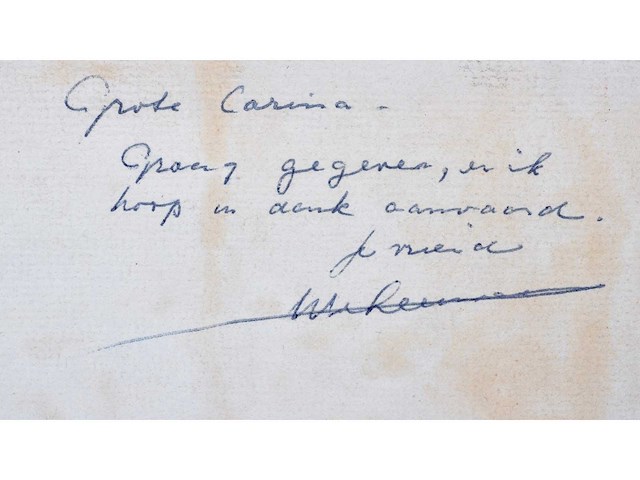 Grote Carina -
Graag gegeven, en ik
hoop in dank aanvaard.
Je vriend